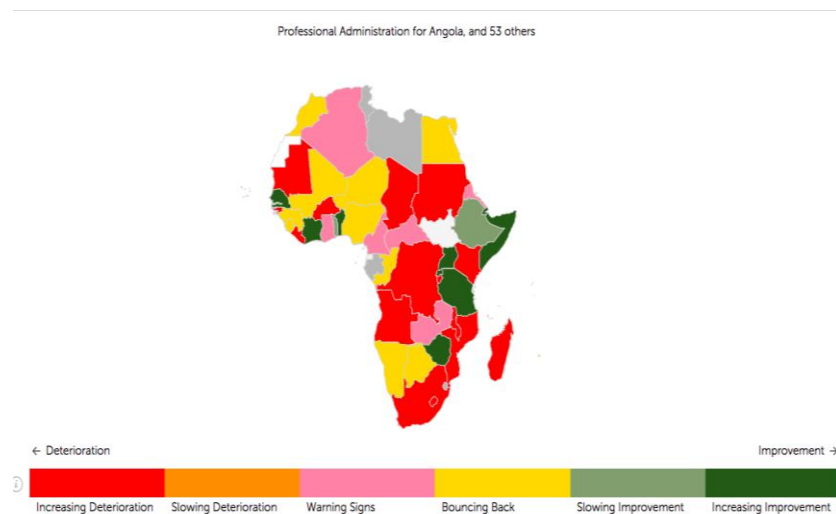 Professional Administration for Angola, and 53 others
← Deterioration
Improvement →
Increasing Deterioration
Slowing Deterioration
Warning Signs
Bouncing Back
Slowing Improvement
Increasing Improvement